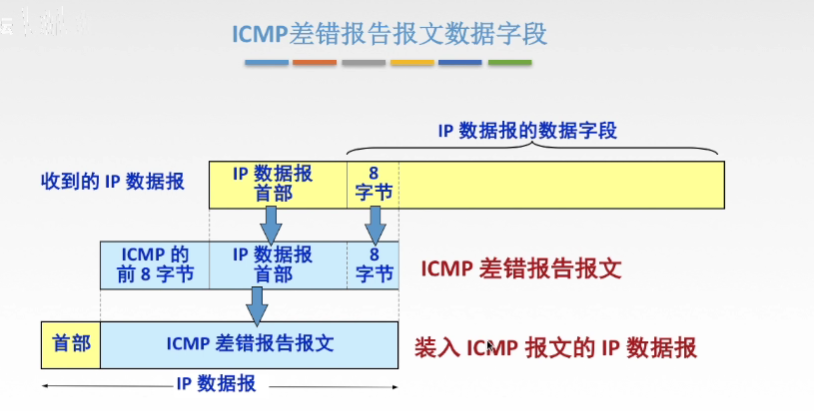 ICMP差错报告报文数据字段
IP 数据报的数据字段
收到的 IP 数据报
IP 数据报
首部
8
字节
ICMP 的
前 8 字节
IP 数据报
首部
8
字节
ICMP 差错报告报文
首部
ICMP 差错报告报文
装入 ICMP 报文的 IP 数据报
IP 数据报